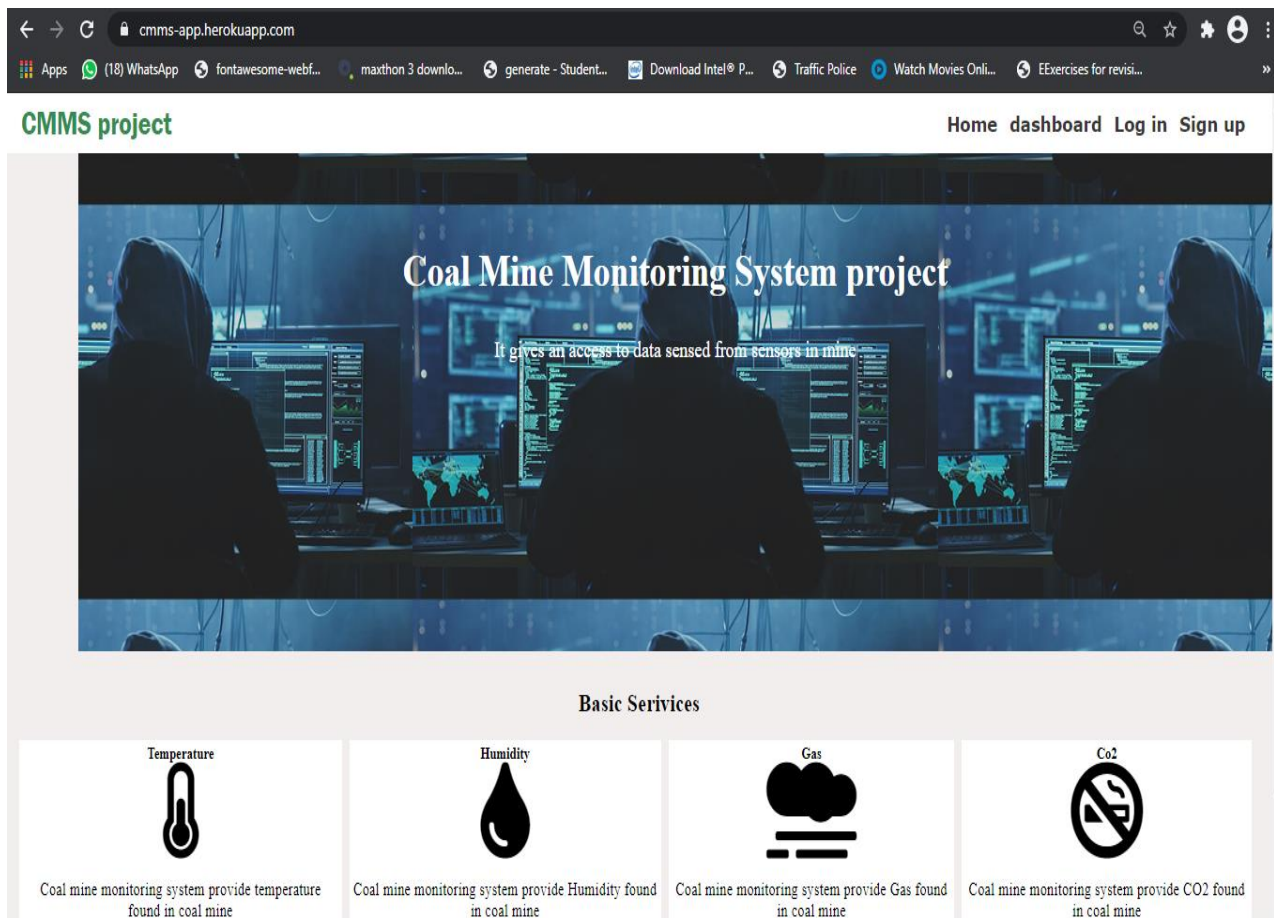 cmms-app.herokuapp.com
Apps (18) WhatsApp fontawesome-webf... maxthon 3 downlo... generate - Student... Download Intel® P... Traffic Police Watch Movies Onli... EExercises for revisi... »
CMMS project
Home dashboard Log in Sign up
Coal Mine Monitoring System project
It gives an access to data sensed from sensors in mine
Basic Serivices
Temperature Humidity Gas Co2
Coal mine monitoring system provide temperature
found in coal mine
Coal mine monitoring system provide Humidity found
in coal mine
Coal mine monitoring system provide Gas found
in coal mine
Coal mine monitoring system provide CO2 found
in coal mine